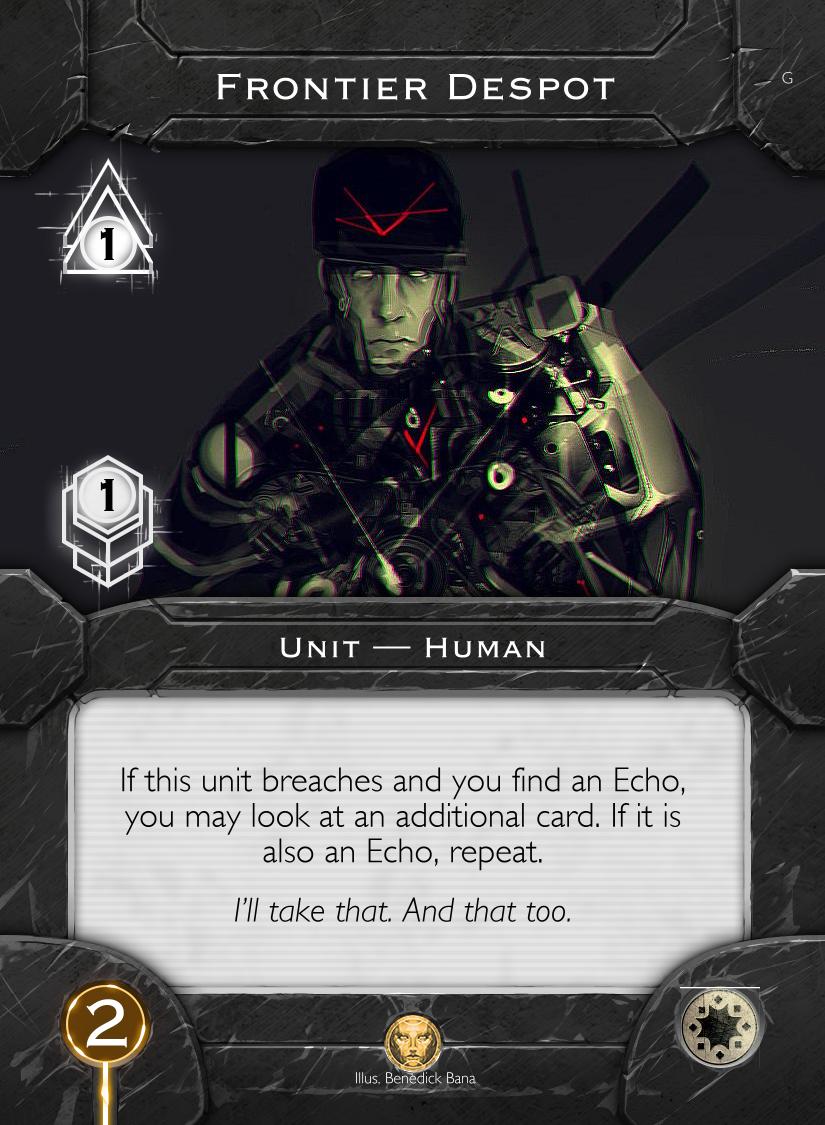 Frontier Despot
G
1
1
Unit — Human
If this unit breaches and you find an Echo,
you may look at an additional card. If it is
also an Echo, repeat.
I’ll take that. And that too.
2
Illus. Benedick Bana